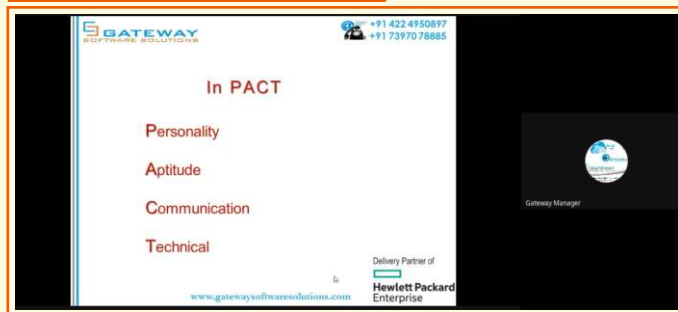 GATEWAY
SOFTWARE SOLUTIONS
+91 422 4950897
+91 73970 78885
In PACT
Personality
Aptitude
Communication
Technical
Delivery Partner of
Hewlett Packard
Enterprise
www.gatewaysoftwaresolutions.com
Gateway Manager